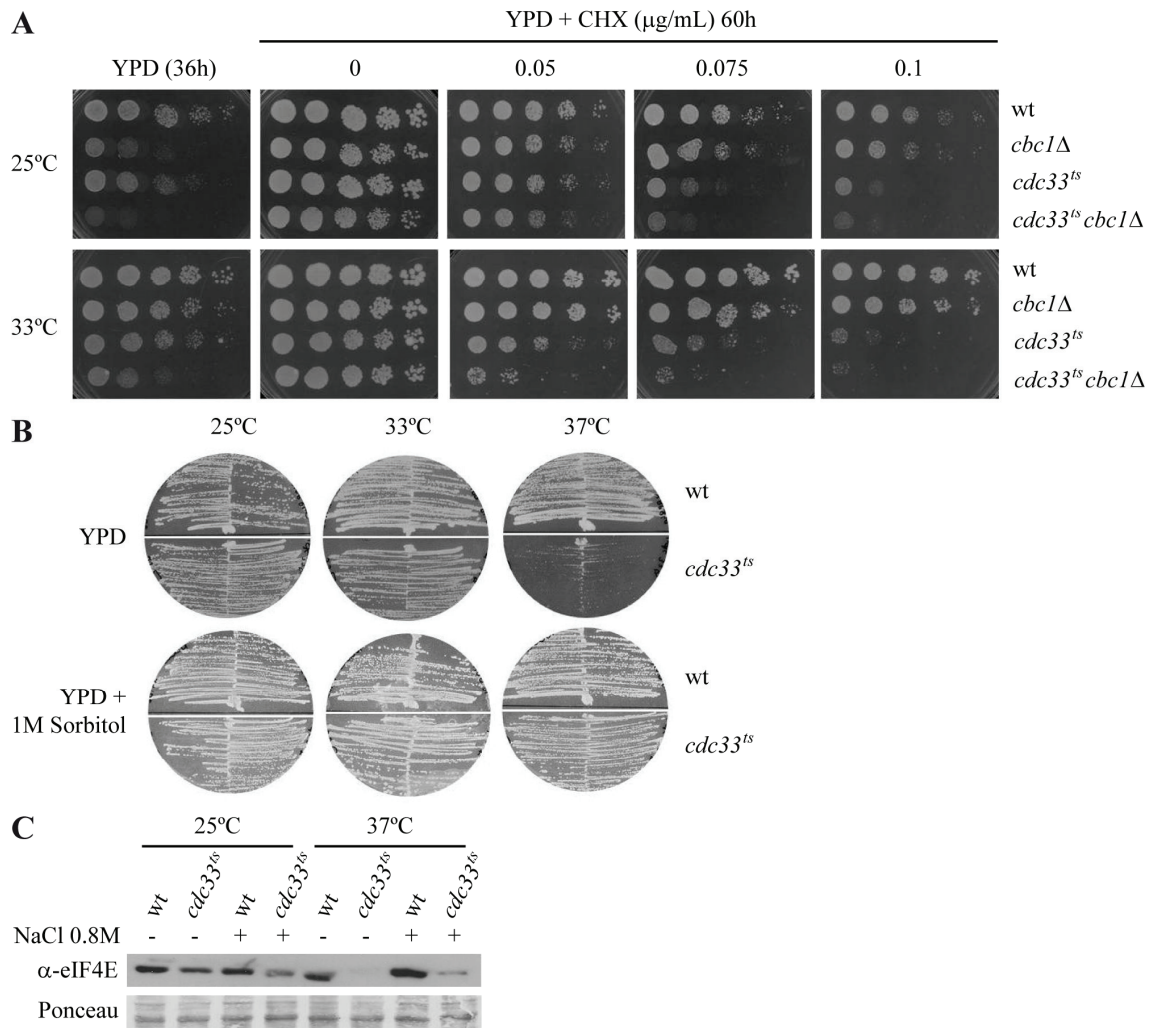 A
YPD + CHX (μg/mL) 60h
YPD (36h)
0
0.05
0.075
0.1
25ºC
wt
cbc1Δ
cdc33ts
cdc33ts cbc1Δ
33ºC
wt
cbc1Δ
cdc33ts
cdc33ts cbc1Δ
B
25ºC
33ºC
37ºC
YPD
wt
cdc33ts
YPD +
1M Sorbitol
wt
cdc33ts
C
25ºC
37ºC
wt
cdc33ts
wt
cdc33ts
wt
cdc33ts
wt
cdc33ts
NaCl 0.8M - - + + - - + +
α-eIF4E
Ponceau